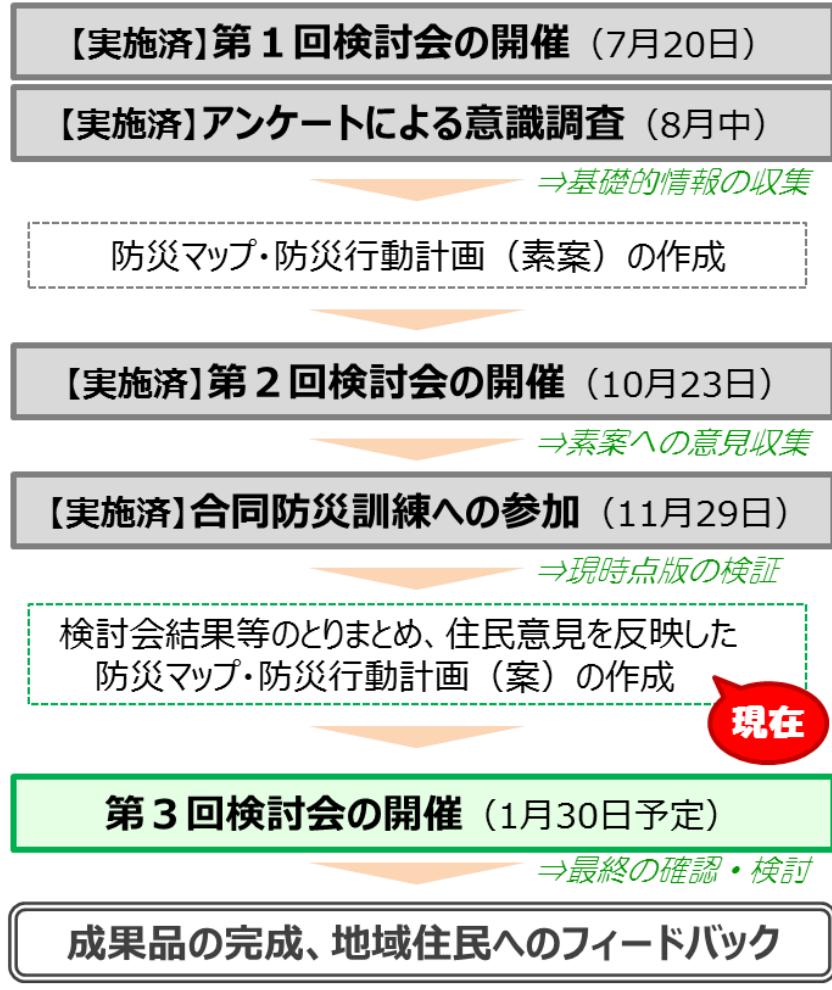 【実施済】第１回検討会の開催（7月20日）
【実施済】アンケートによる意識調査（8月中）
⇒基礎的情報の収集
防災マップ・防災行動計画（素案）の作成
【実施済】第２回検討会の開催（10月23日）
⇒素案への意見収集
【実施済】合同防災訓練への参加（11月29日）
⇒現時点版の検証
検討会結果等のとりまとめ、住民意見を反映した
防災マップ・防災行動計画（案）の作成
現在
第３回検討会の開催（1月30日予定）
⇒最終の確認・検討
成果品の完成、地域住民へのフィードバック